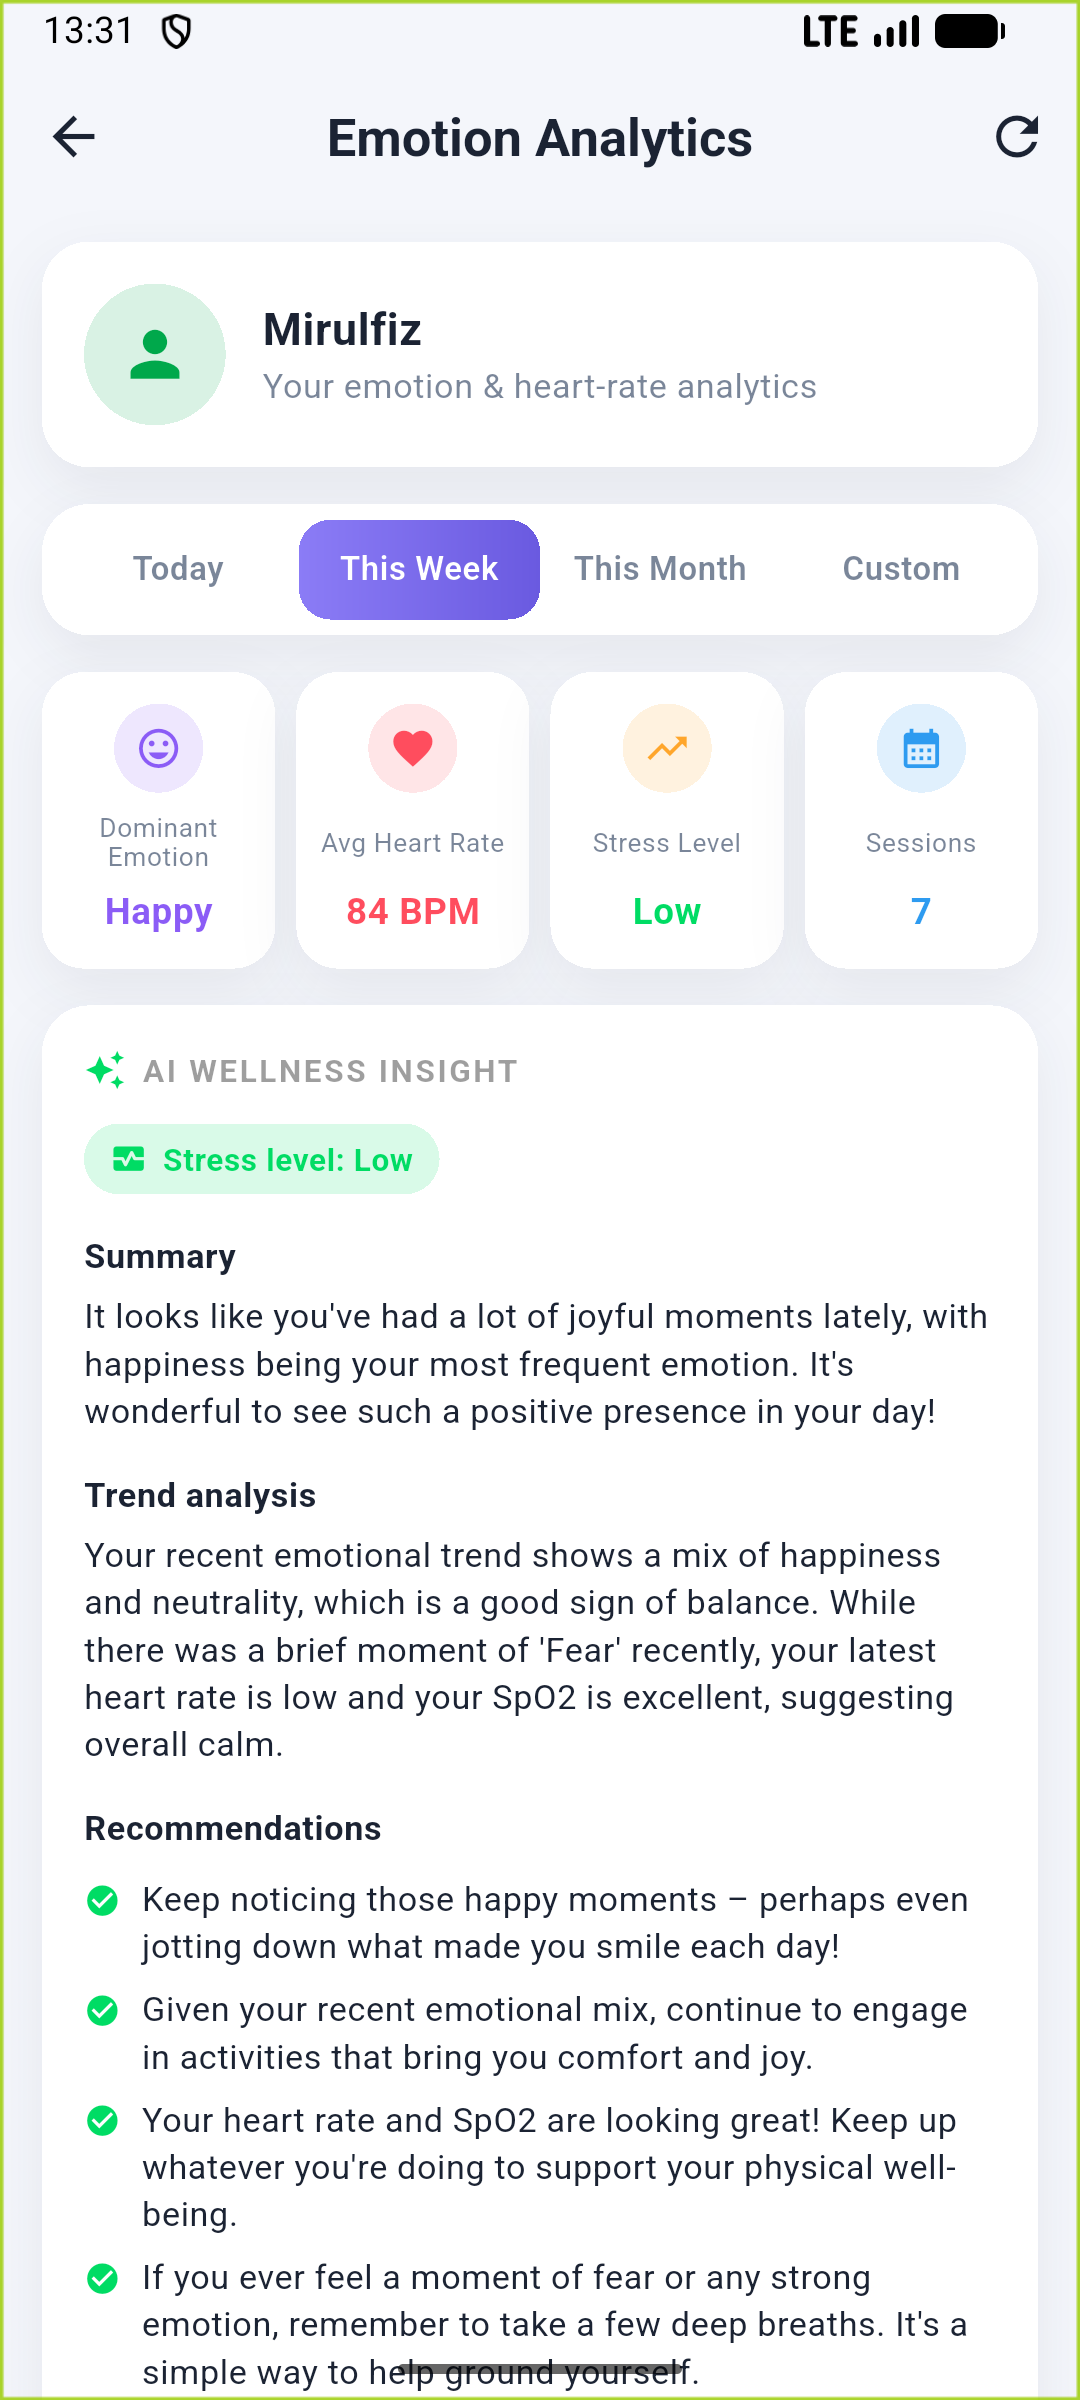 13:31
LTE
Emotion Analytics
Mirulfiz
Your emotion & heart-rate analytics
Today
This Week
This Month
Custom
Dominant
Emotion
Happy
Avg Heart Rate
84 BPM
Stress Level
Low
Sessions
7
AI WELLNESS INSIGHT
Stress level: Low
Summary
It looks like you've had a lot of joyful moments lately, with
happiness being your most frequent emotion. It's
wonderful to see such a positive presence in your day!
Trend analysis
Your recent emotional trend shows a mix of happiness
and neutrality, which is a good sign of balance. While
there was a brief moment of 'Fear' recently, your latest
heart rate is low and your SpO2 is excellent, suggesting
overall calm.
Recommendations
Keep noticing those happy moments – perhaps even
jotting down what made you smile each day!
Given your recent emotional mix, continue to engage
in activities that bring you comfort and joy.
Your heart rate and SpO2 are looking great! Keep up
whatever you're doing to support your physical well-
being.
If you ever feel a moment of fear or any strong
emotion, remember to take a few deep breaths. It's a
simple way to help ground yourself.